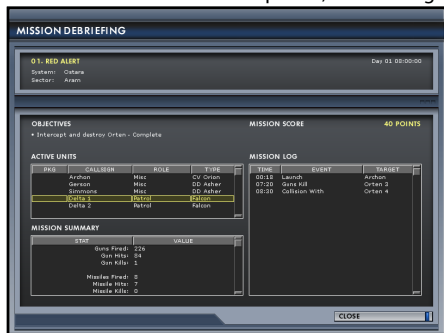 MISSION DEBRIEFING
01. RED ALERT Day 01 08:00:00
System: Ostara
Sector: Aram
OBJECTIVES
• Intercept and destroy Orten - Complete
MISSION SCORE 40 POINTS
ACTIVE UNITS
PKG CALLSIGN ROLE TYPE
Archon Misc CV Orion
Gerson Misc DD Asher
Simmons Misc DD Asher
Delta 1 Patrol Falcon
Delta 2 Patrol Falcon
MISSION LOG
TIME EVENT TARGET
00:18 Launch Archon
07:20 Guns Kill Orten 3
08:30 Collision With Orten 4
MISSION SUMMARY
STAT VALUE
Guns Fired: 226
Gun Hits: 84
Gun Kills: 1
Missiles Fired: 8
Missile Hits: 7
Missile Kills: 0
CLOSE